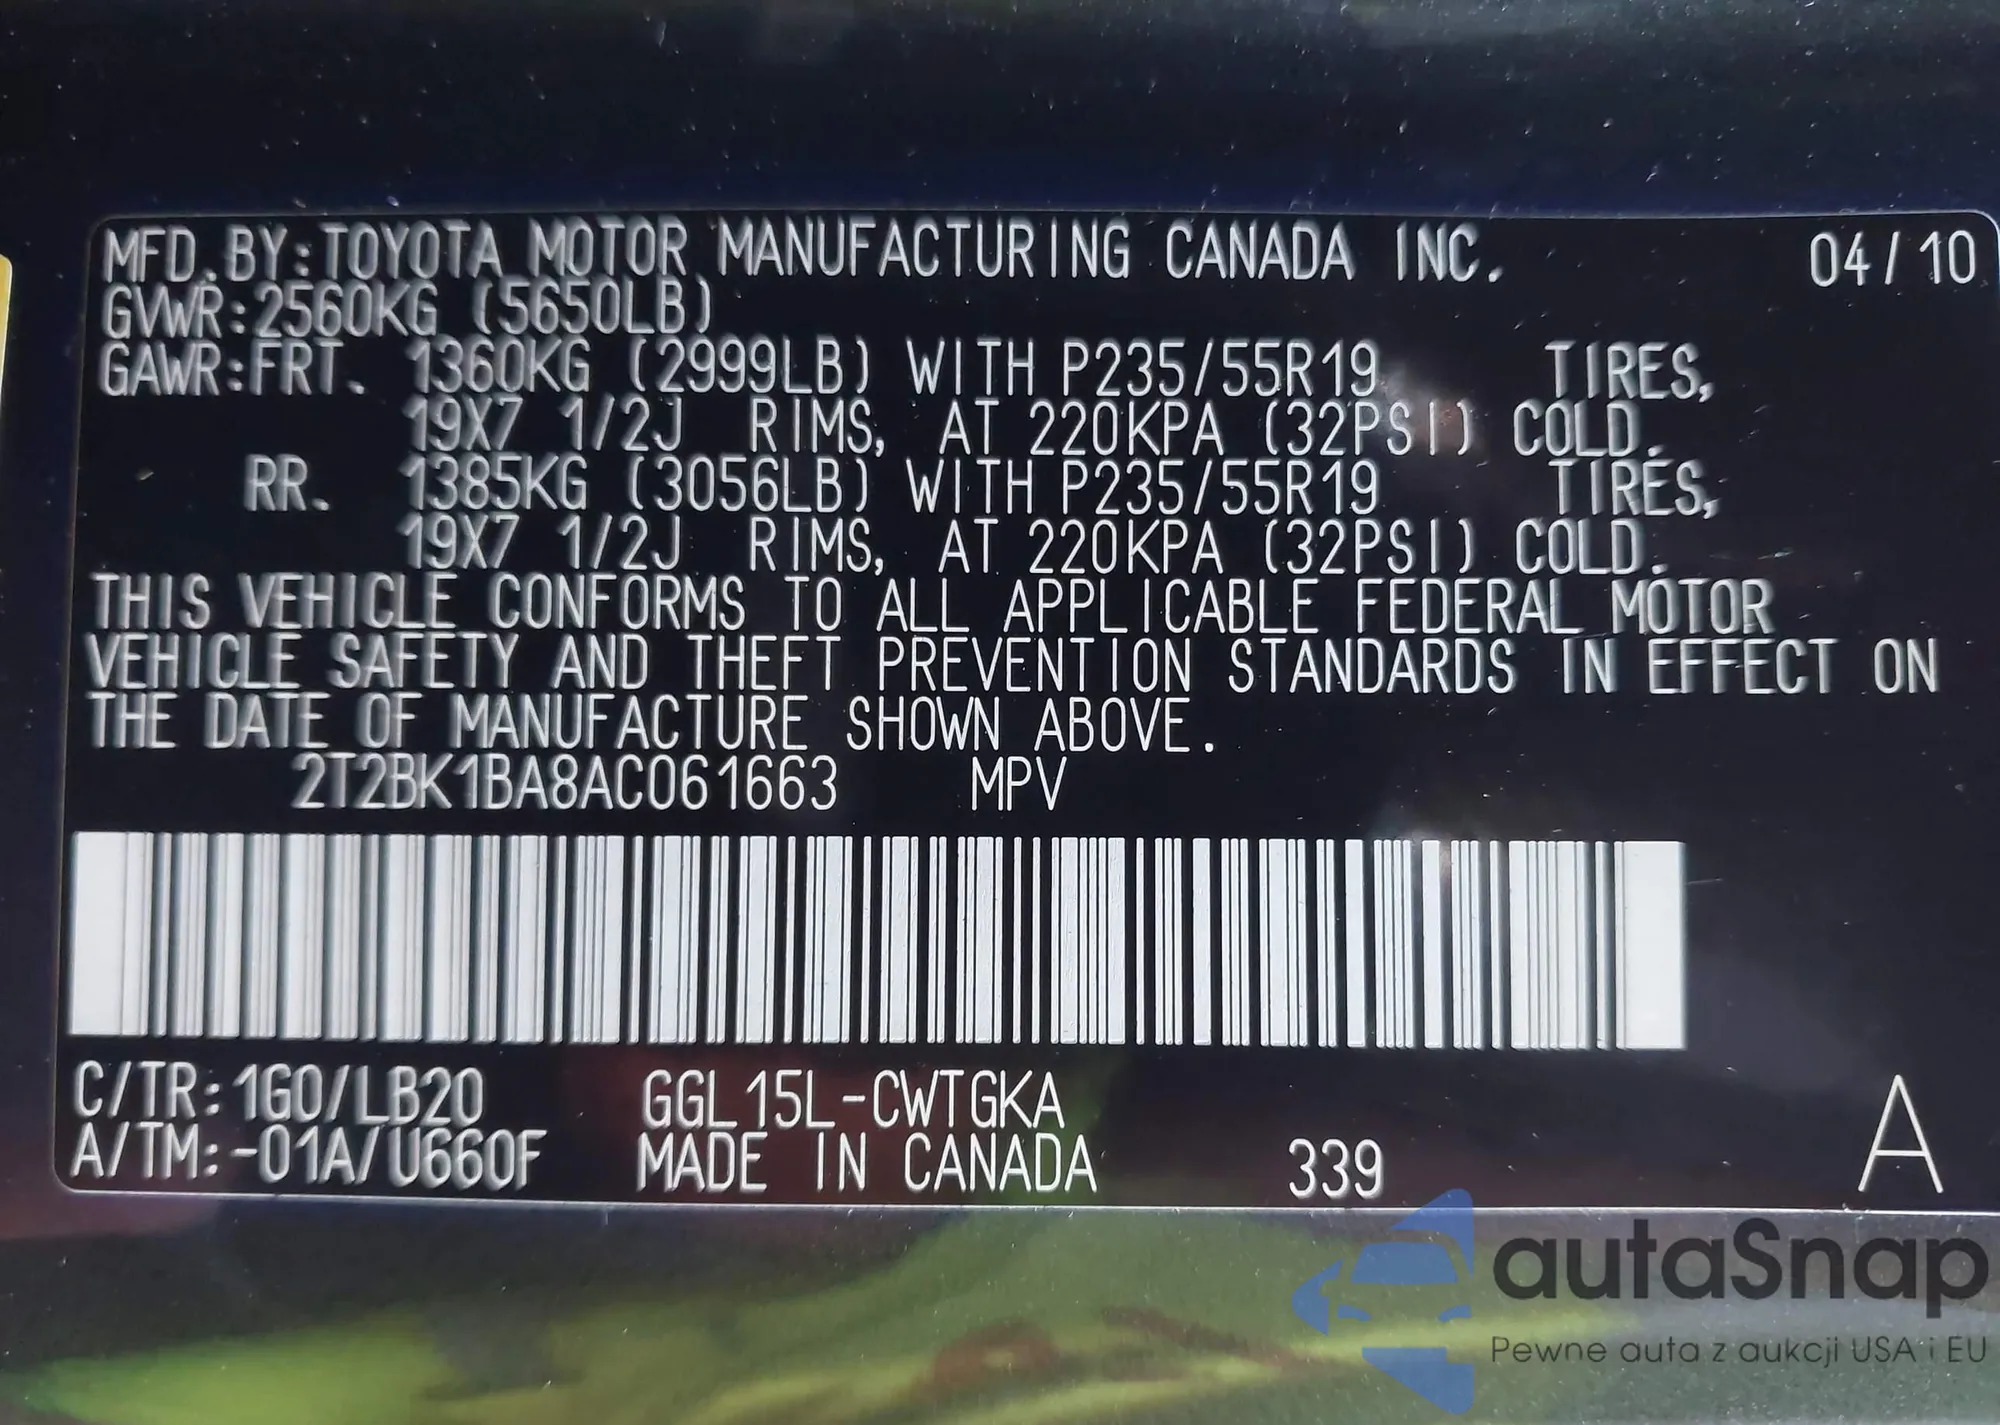 MFD. BY: TOYOTA MOTOR MANUFACTURING CANADA INC. 04/10
GVWR: 2560KG (5650LB)
GAWR: FRT. 1360KG (2999LB) WITH P235/55R19 TIRES,
19X7 1/2J RIMS, AT 220KPA (32PSI) COLD.
RR. 1385KG (3056LB) WITH P235/55R19 TIRES,
19X7 1/2J RIMS, AT 220KPA (32PSI) COLD.
THIS VEHICLE CONFORMS TO ALL APPLICABLE FEDERAL MOTOR
VEHICLE SAFETY AND THEFT PREVENTION STANDARDS IN EFFECT ON
THE DATE OF MANUFACTURE SHOWN ABOVE.
2T2BK1BA8AC061663 MPV
C/TR: 1G0/LB20 GGL15L-CWTGKA
A/TM: -01A/U660F MADE IN CANADA 339 A
autaSnap
Pewne auta z aukcji USA i EU